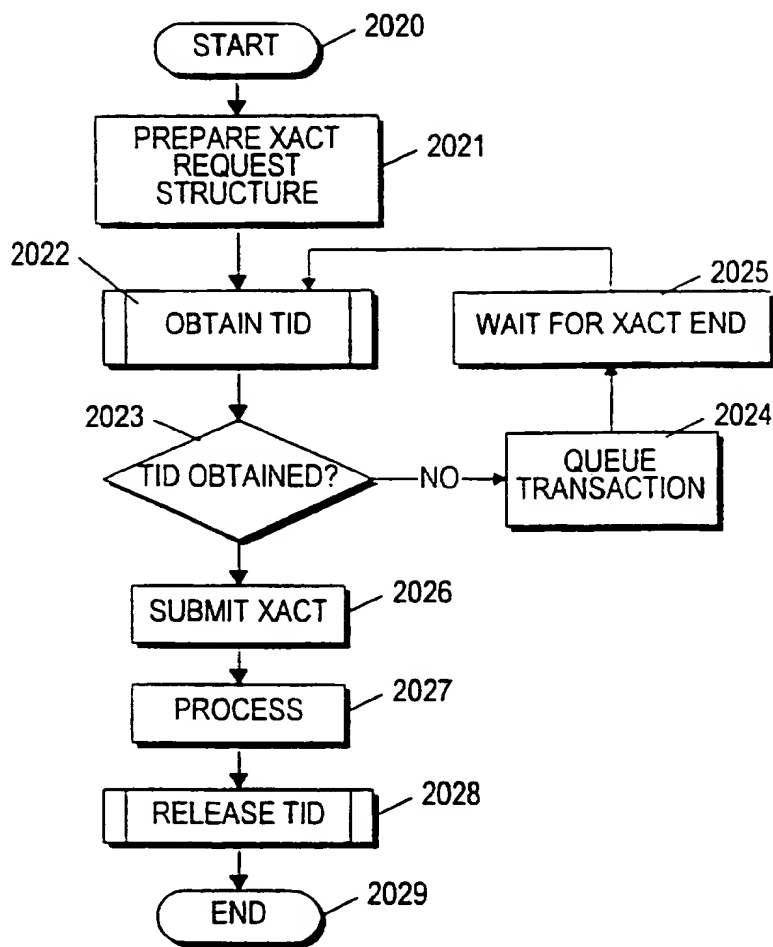 START
2020
PREPARE XACT
REQUEST
STRUCTURE
2021
2022
OBTAIN TID
2025
WAIT FOR XACT END
2023
TID OBTAINED?
NO
2024
QUEUE
TRANSACTION
SUBMIT XACT
2026
PROCESS
2027
RELEASE TID
2028
END
2029